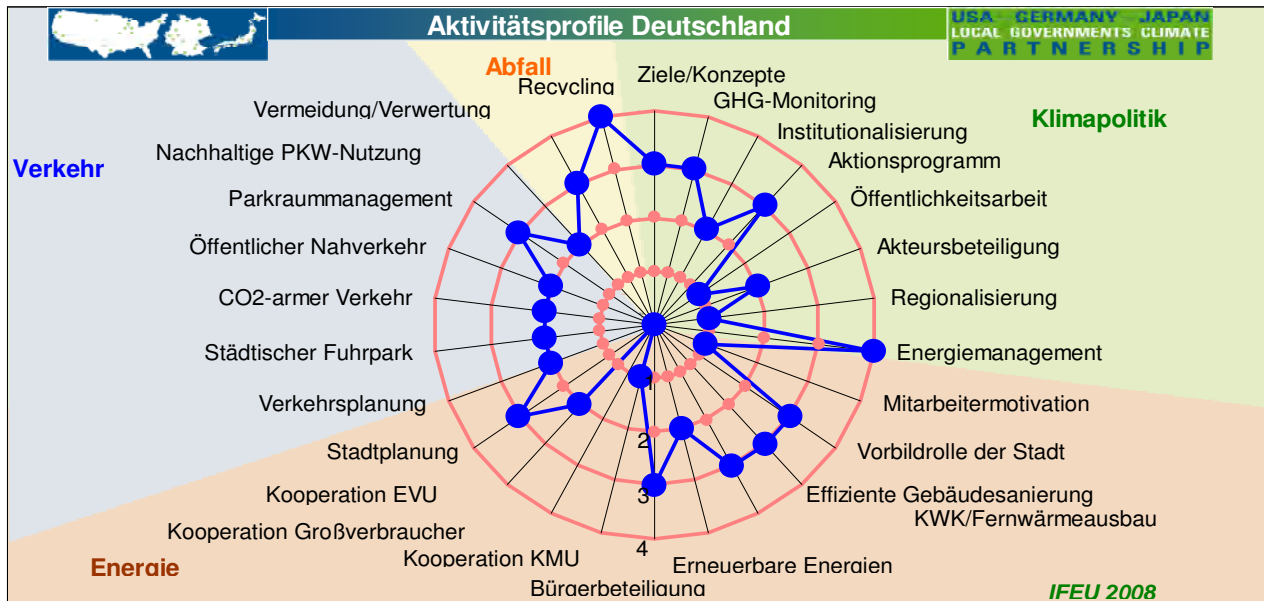 Aktivitätsprofile Deutschland
USA GERMANY JAPAN
LOCAL GOVERNMENTS CLIMATE
PARTNERSHIP
Abfall
Klimapolitik
Verkehr
Energie
Recycling
Ziele/Konzepte
GHG-Monitoring
Institutionalisierung
Aktionsprogramm
Öffentlichkeitsarbeit
Akteursbeteiligung
Regionalisierung
Energiemanagement
Mitarbeitermotivation
Vorbildrolle der Stadt
Effiziente Gebäudesanierung
KWK/Fernwärmeausbau
Erneuerbare Energien
Bürgerbeteiligung
Kooperation KMU
Kooperation Großverbraucher
Kooperation EVU
Stadtplanung
Verkehrsplanung
Städtischer Fuhrpark
CO2-armer Verkehr
Öffentlicher Nahverkehr
Parkraummanagement
Nachhaltige PKW-Nutzung
Vermeidung/Verwertung
1
2
3
4
IFEU 2008